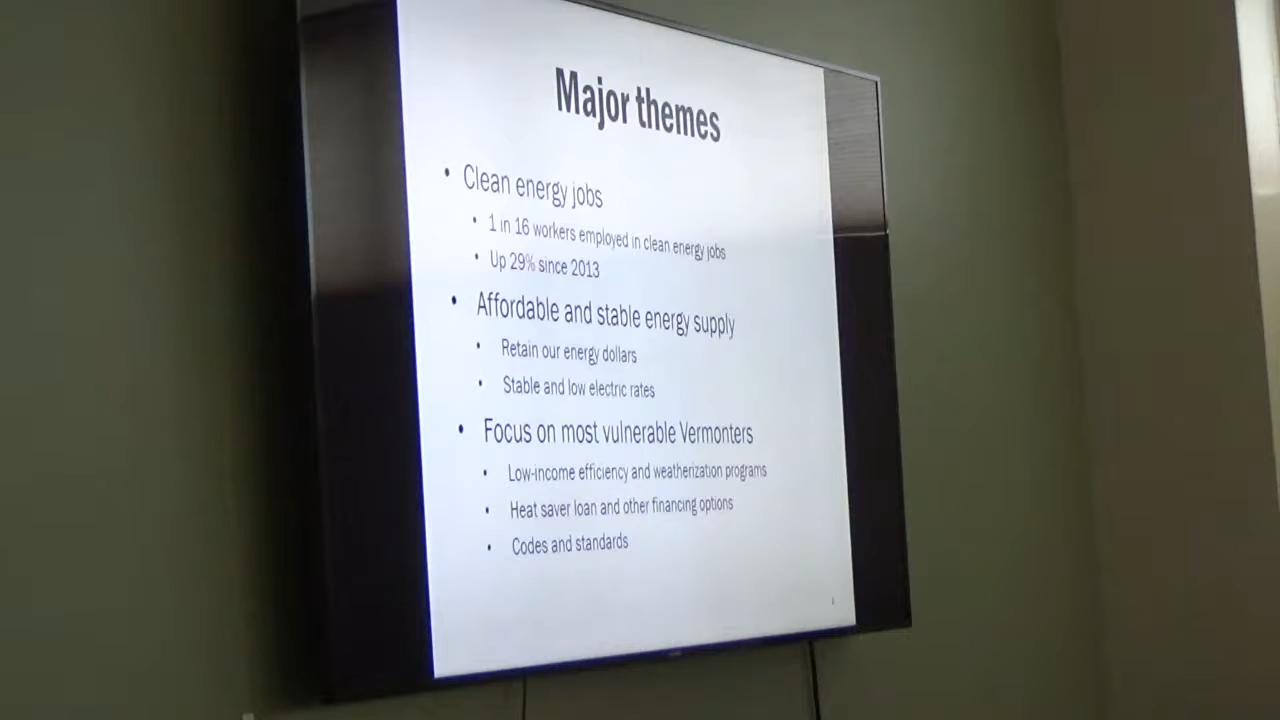 Major themes
• Clean energy jobs
• 1 in 16 workers employed in clean energy jobs
• Up 29% since 2013
• Affordable and stable energy supply
• Retain our energy dollars
• Stable and low electric rates
• Focus on most vulnerable Vermonters
• Low-income efficiency and weatherization programs
• Heat saver loan and other financing options
• Codes and standards